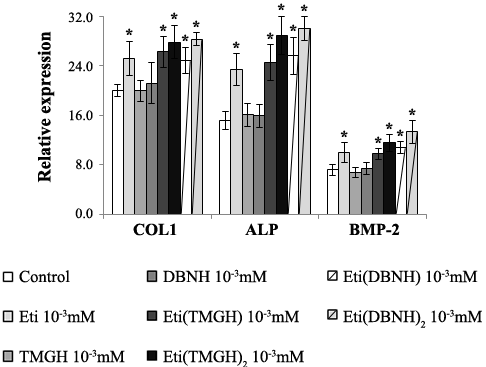 Relative expression
32.0
24.0
16.0
8.0
0.0
* * * * *
* * * * *
* * * * *
COL1 ALP BMP-2
Control DBNH 10⁻³mM Eti(DBNH) 10⁻³mM
Eti 10⁻³mM Eti(TMGH) 10⁻³mM Eti(DBNH)₂ 10⁻³mM
TMGH 10⁻³mM Eti(TMGH)₂ 10⁻³mM